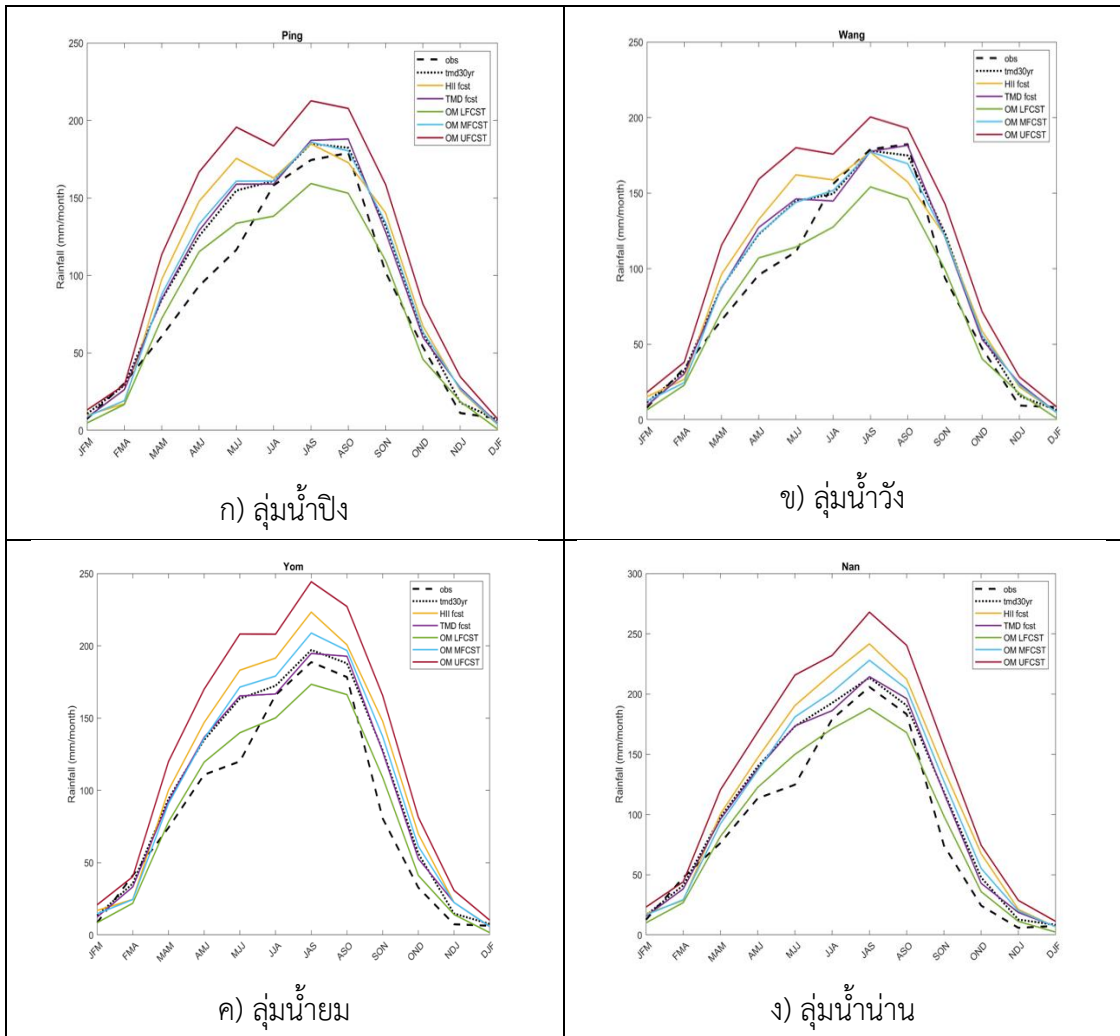 Ping
250
200
150
100
50
0
Rainfall (mm/month)
JFM FMA MAM AMJ MJJ JJA JAS ASO SON OND NDJ DJF
obs
tmd30yr
HII fcst
TMD fcst
OM LFCST
OM MFCST
OM UFCST
ก) ลุ่มน้ำปิง
Wang
250
200
150
100
50
0
Rainfall (mm/month)
JFM FMA MAM AMJ MJJ JJA JAS ASO SON OND NDJ DJF
obs
tmd30yr
HII fcst
TMD fcst
OM LFCST
OM MFCST
OM UFCST
ข) ลุ่มน้ำวัง
Yom
250
200
150
100
50
0
Rainfall (mm/month)
JFM FMA MAM AMJ MJJ JJA JAS ASO SON OND NDJ DJF
obs
tmd30yr
HII fcst
TMD fcst
OM LFCST
OM MFCST
OM UFCST
ค) ลุ่มน้ำยม
Nan
300
250
200
150
100
50
0
Rainfall (mm/month)
JFM FMA MAM AMJ MJJ JJA JAS ASO SON OND NDJ DJF
obs
tmd30yr
HII fcst
TMD fcst
OM LFCST
OM MFCST
OM UFCST
ง) ลุ่มน้ำน่าน